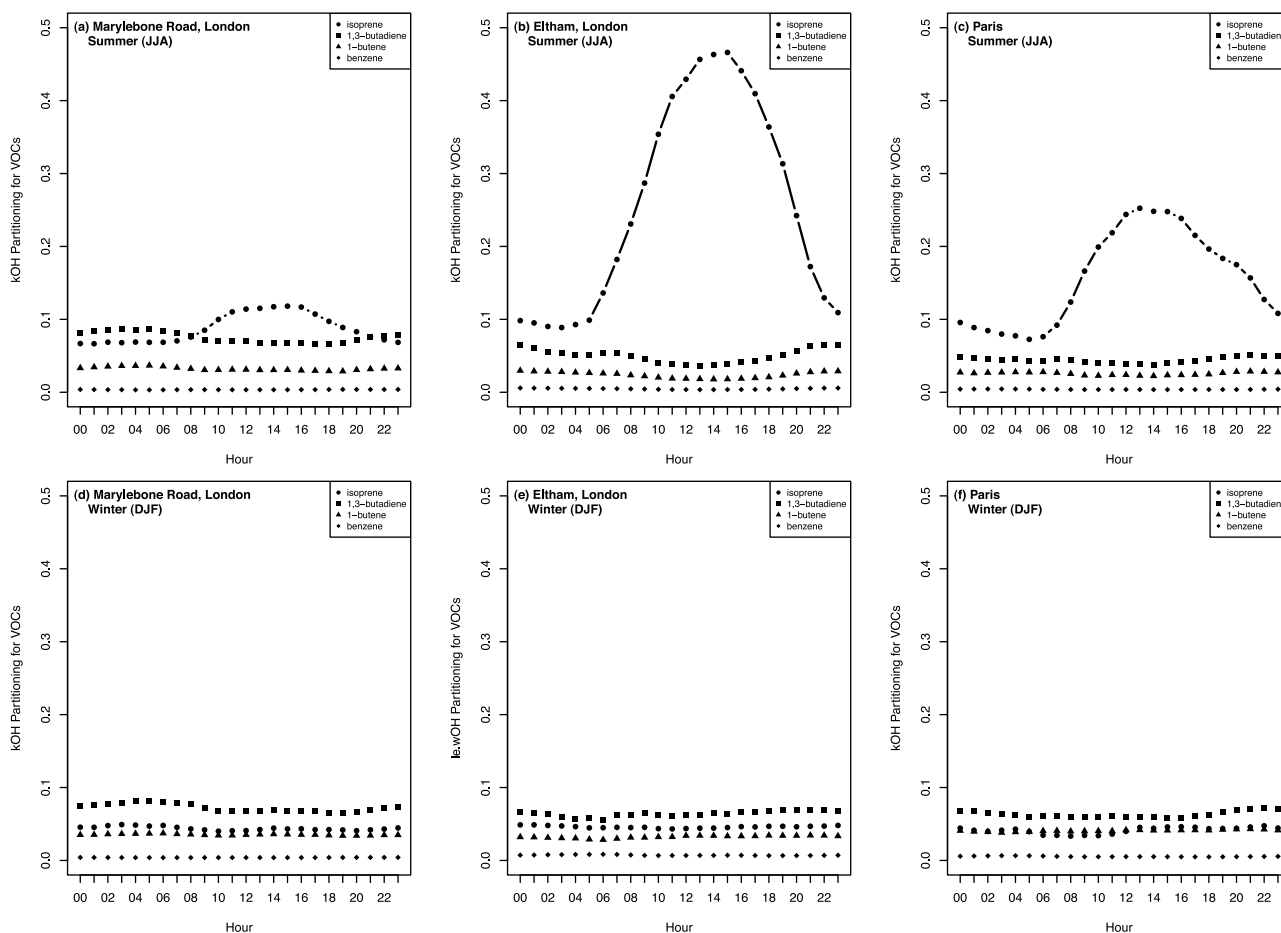 (a) Marylebone Road, London
Summer (JJA)
isoprene
1,3−butadiene
1−butene
benzene
kOH Partitioning for VOCs
0.5
0.4
0.3
0.2
0.1
0.0
00 02 04 06 08 10 12 14 16 18 20 22
Hour
(b) Eltham, London
Summer (JJA)
isoprene
1,3−butadiene
1−butene
benzene
kOH Partitioning for VOCs
0.5
0.4
0.3
0.2
0.1
0.0
00 02 04 06 08 10 12 14 16 18 20 22
Hour
(c) Paris
Summer (JJA)
isoprene
1,3−butadiene
1−butene
benzene
kOH Partitioning for VOCs
0.5
0.4
0.3
0.2
0.1
0.0
00 02 04 06 08 10 12 14 16 18 20 22
Hour
(d) Marylebone Road, London
Winter (DJF)
isoprene
1,3−butadiene
1−butene
benzene
kOH Partitioning for VOCs
0.5
0.4
0.3
0.2
0.1
0.0
00 02 04 06 08 10 12 14 16 18 20 22
Hour
(e) Eltham, London
Winter (DJF)
isoprene
1,3−butadiene
1−butene
benzene
le.wOH Partitioning for VOCs
0.5
0.4
0.3
0.2
0.1
0.0
00 02 04 06 08 10 12 14 16 18 20 22
Hour
(f) Paris
Winter (DJF)
isoprene
1,3−butadiene
1−butene
benzene
kOH Partitioning for VOCs
0.5
0.4
0.3
0.2
0.1
0.0
00 02 04 06 08 10 12 14 16 18 20 22
Hour